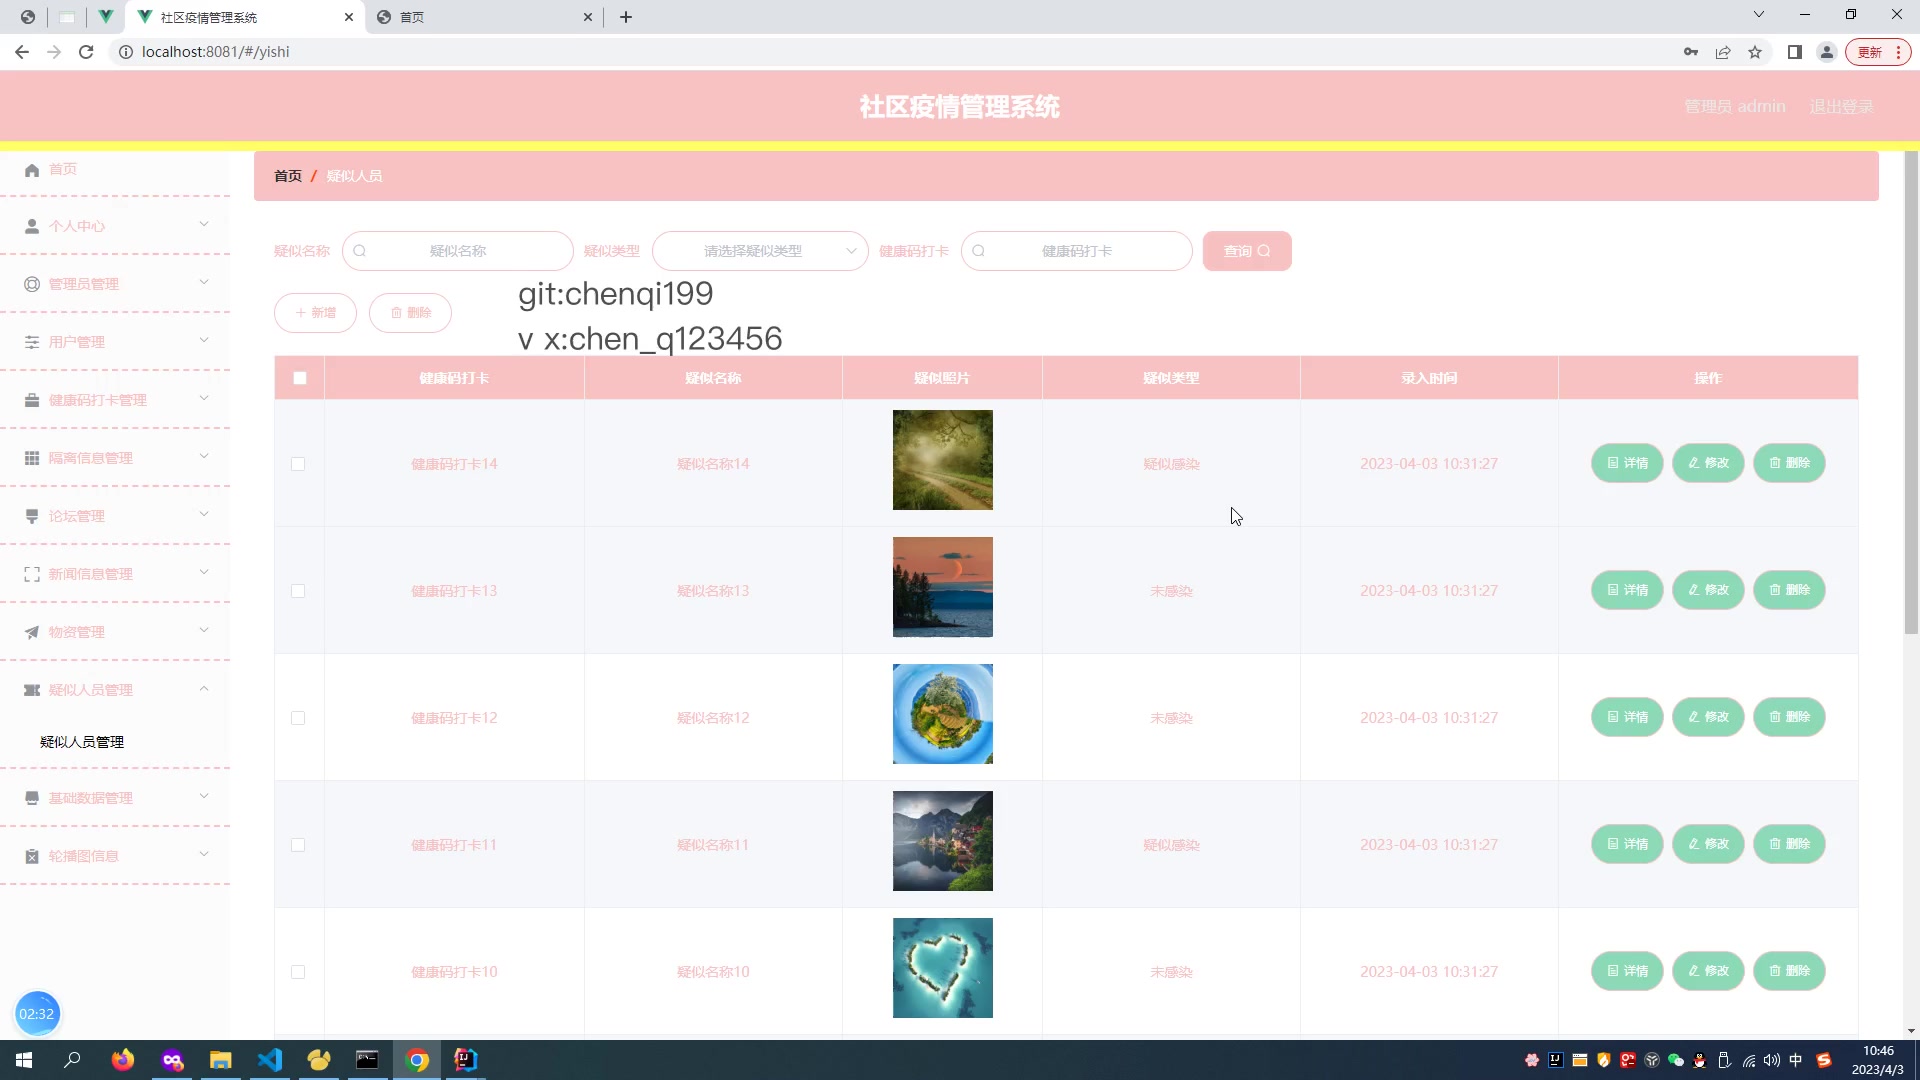 社区疫情管理系统
首页
localhost:8081/#/yishi
更新
社区疫情管理系统
管理员 admin
退出登录
首页
个人中心
管理员管理
用户管理
健康码打卡管理
隔离信息管理
论坛管理
新闻信息管理
物资管理
疑似人员管理
疑似人员管理
基础数据管理
轮播图信息
首页 / 疑似人员
疑似名称 疑似名称 疑似类型 请选择疑似类型 健康码打卡 健康码打卡 查询
+ 新增 删除
git:chenqi199
v x:chen_q123456
健康码打卡 疑似名称 疑似照片 疑似类型 录入时间 操作
健康码打卡14 疑似名称14 疑似感染 2023-04-03 10:31:27 详情 修改 删除
健康码打卡13 疑似名称13 未感染 2023-04-03 10:31:27 详情 修改 删除
健康码打卡12 疑似名称12 未感染 2023-04-03 10:31:27 详情 修改 删除
健康码打卡11 疑似名称11 疑似感染 2023-04-03 10:31:27 详情 修改 删除
健康码打卡10 疑似名称10 未感染 2023-04-03 10:31:27 详情 修改 删除
02:32
中
10:46
2023/4/3